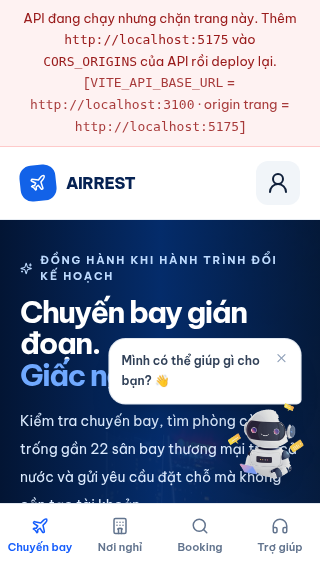 API đang chạy nhưng chặn trang này. Thêm
http://localhost:5175 vào
CORS_ORIGINS của API rồi deploy lại.
[VITE_API_BASE_URL =
http://localhost:3100 · origin trang =
http://localhost:5175]
AIRREST
ĐỒNG HÀNH KHI HÀNH TRÌNH ĐỔI
KẾ HOẠCH
Chuyến bay gián
đoạn.
Giấc
Mình có thể giúp gì cho
bạn? 👋
Kiểm tra chuyến bay, tìm phòng
trống gần 22 sân bay thương mại
nước và gửi yêu cầu đặt chỗ mà không
cần tạo tài khoản
Chuyến bay
Nơi nghỉ
Booking
Trợ giúp